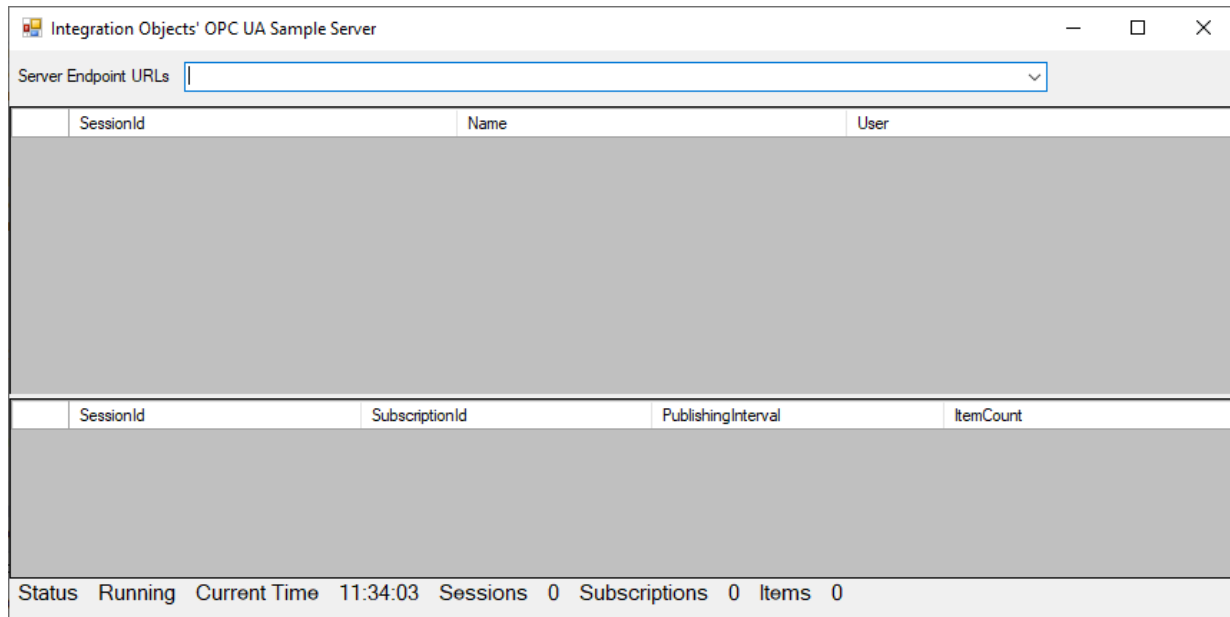 Integration Objects' OPC UA Sample Server
Server Endpoint URLs
SessionId Name User
SessionId SubscriptionId PublishingInterval ItemCount
Status Running Current Time 11:34:03 Sessions 0 Subscriptions 0 Items 0